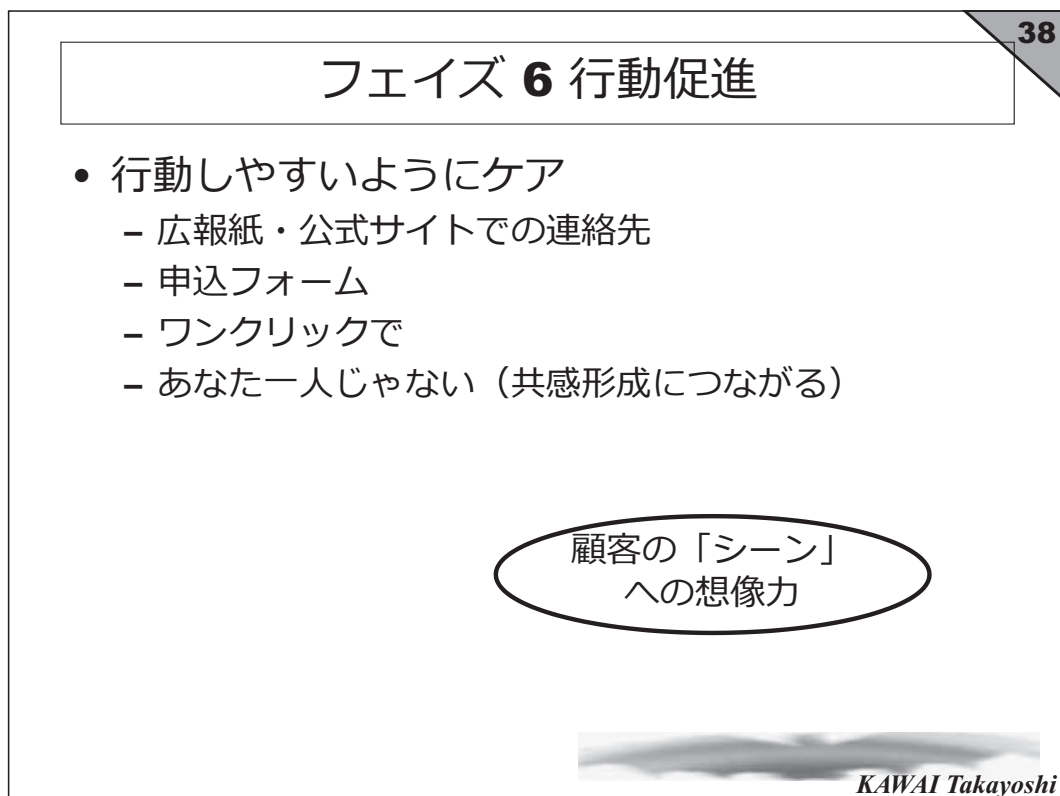 38
フェイズ 6 行動促進
• 行動しやすいようにケア
– 広報紙・公式サイトでの連絡先
– 申込フォーム
– ワンクリックで
– あなた一人じゃない（共感形成につながる）
顧客の「シーン」
への想像力
KAWAI Takayoshi